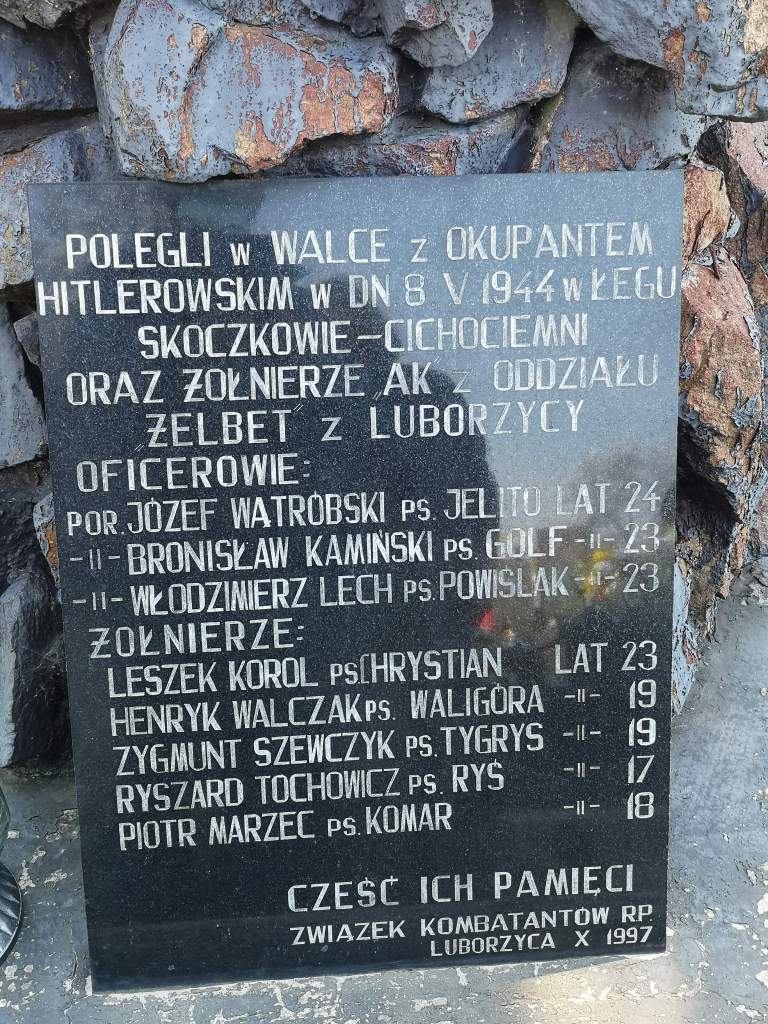 POLEGLI W WALCE Z OKUPANTEM
HITLEROWSKIM W DN. 8. V. 1944 W ŁĘGU
SKOCZKOWIE – CICHOCIEMNI
ORAZ ŻOŁNIERZE „AK” Z ODDZIAŁU
„ŻELBET” Z LUBORZYCY
OFICEROWIE:
POR. JÓZEF WĄTRÓBSKI PS. JELITO LAT 24
-II- BRONISŁAW KAMIŃSKI PS. GOLF -II- 23
-II- WŁODZIMIERZ LECH PS. POWIŚLAK -II- 23
ŻOŁNIERZE:
LESZEK KOROL PS. CHRYSTIAN LAT 23
HENRYK WALCZAK PS. WALIGÓRA -II- 19
ZYGMUNT SZEWCZYK PS. TYGRYS -II- 19
RYSZARD TOCHOWICZ PS. RYŚ -II- 17
PIOTR MARZEC PS. KOMAR -II- 18
CZEŚĆ ICH PAMIĘCI
ZWIĄZEK KOMBATANTÓW RP.
LUBORZYCA X 1997